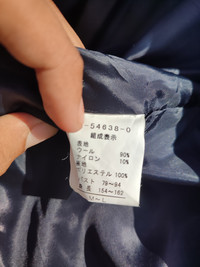 -54638-0
組成表示
表地
ウール 90%
ナイロン 10%
裏地
ポリエステル 100%
バスト 79~84
身長 154~162
M-L